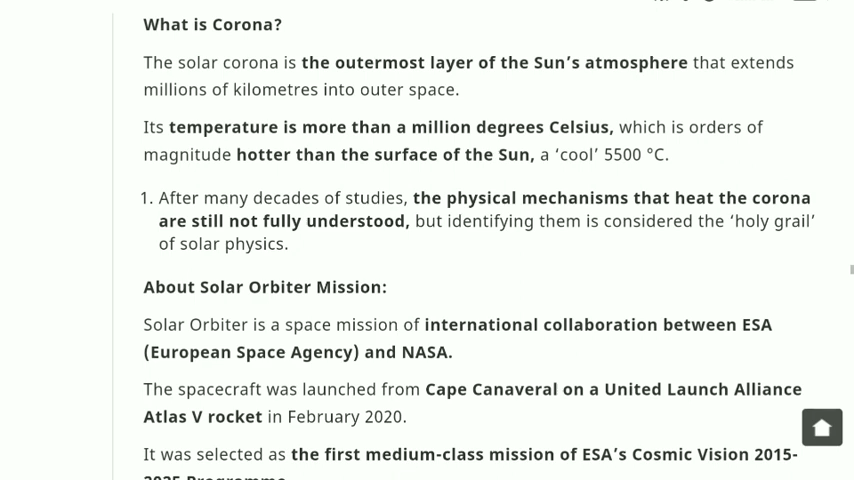 What is Corona?
The solar corona is the outermost layer of the Sun’s atmosphere that extends
millions of kilometres into outer space.
Its temperature is more than a million degrees Celsius, which is orders of
magnitude hotter than the surface of the Sun, a ‘cool’ 5500 °C.
1. After many decades of studies, the physical mechanisms that heat the corona
are still not fully understood, but identifying them is considered the ‘holy grail’
of solar physics.
About Solar Orbiter Mission:
Solar Orbiter is a space mission of international collaboration between ESA
(European Space Agency) and NASA.
The spacecraft was launched from Cape Canaveral on a United Launch Alliance
Atlas V rocket in February 2020.
It was selected as the first medium-class mission of ESA’s Cosmic Vision 2015-
2025 Programme